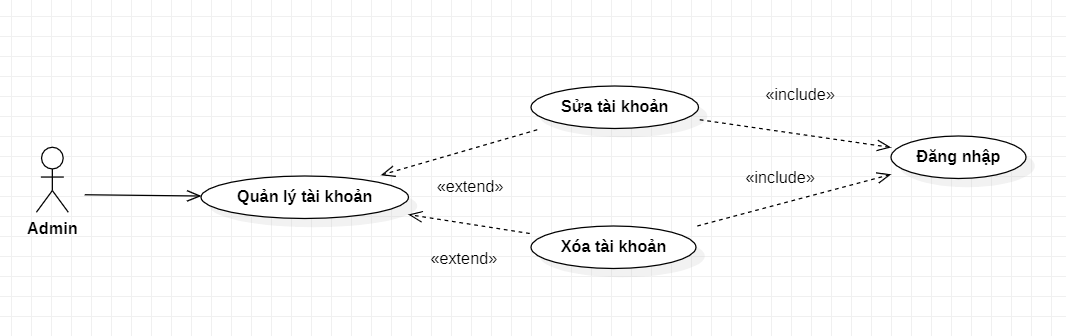 Sửa tài khoản
«include»
Đăng nhập
«include»
«extend»
Quản lý tài khoản
Admin
Xóa tài khoản
«extend»